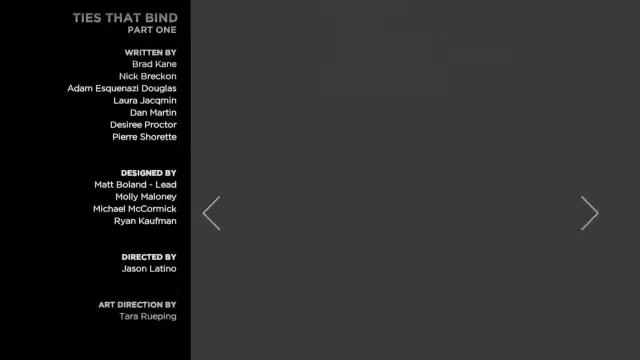 TIES THAT BIND
PART ONE
WRITTEN BY
Brad Kane
Nick Breckon
Adam Esquenazi Douglas
Laura Jacqmin
Dan Martin
Desiree Proctor
Pierre Shorette
DESIGNED BY
Matt Boland - Lead
Molly Maloney
Michael McCormick
Ryan Kaufman
DIRECTED BY
Jason Latino
ART DIRECTION BY
Tara Rueping